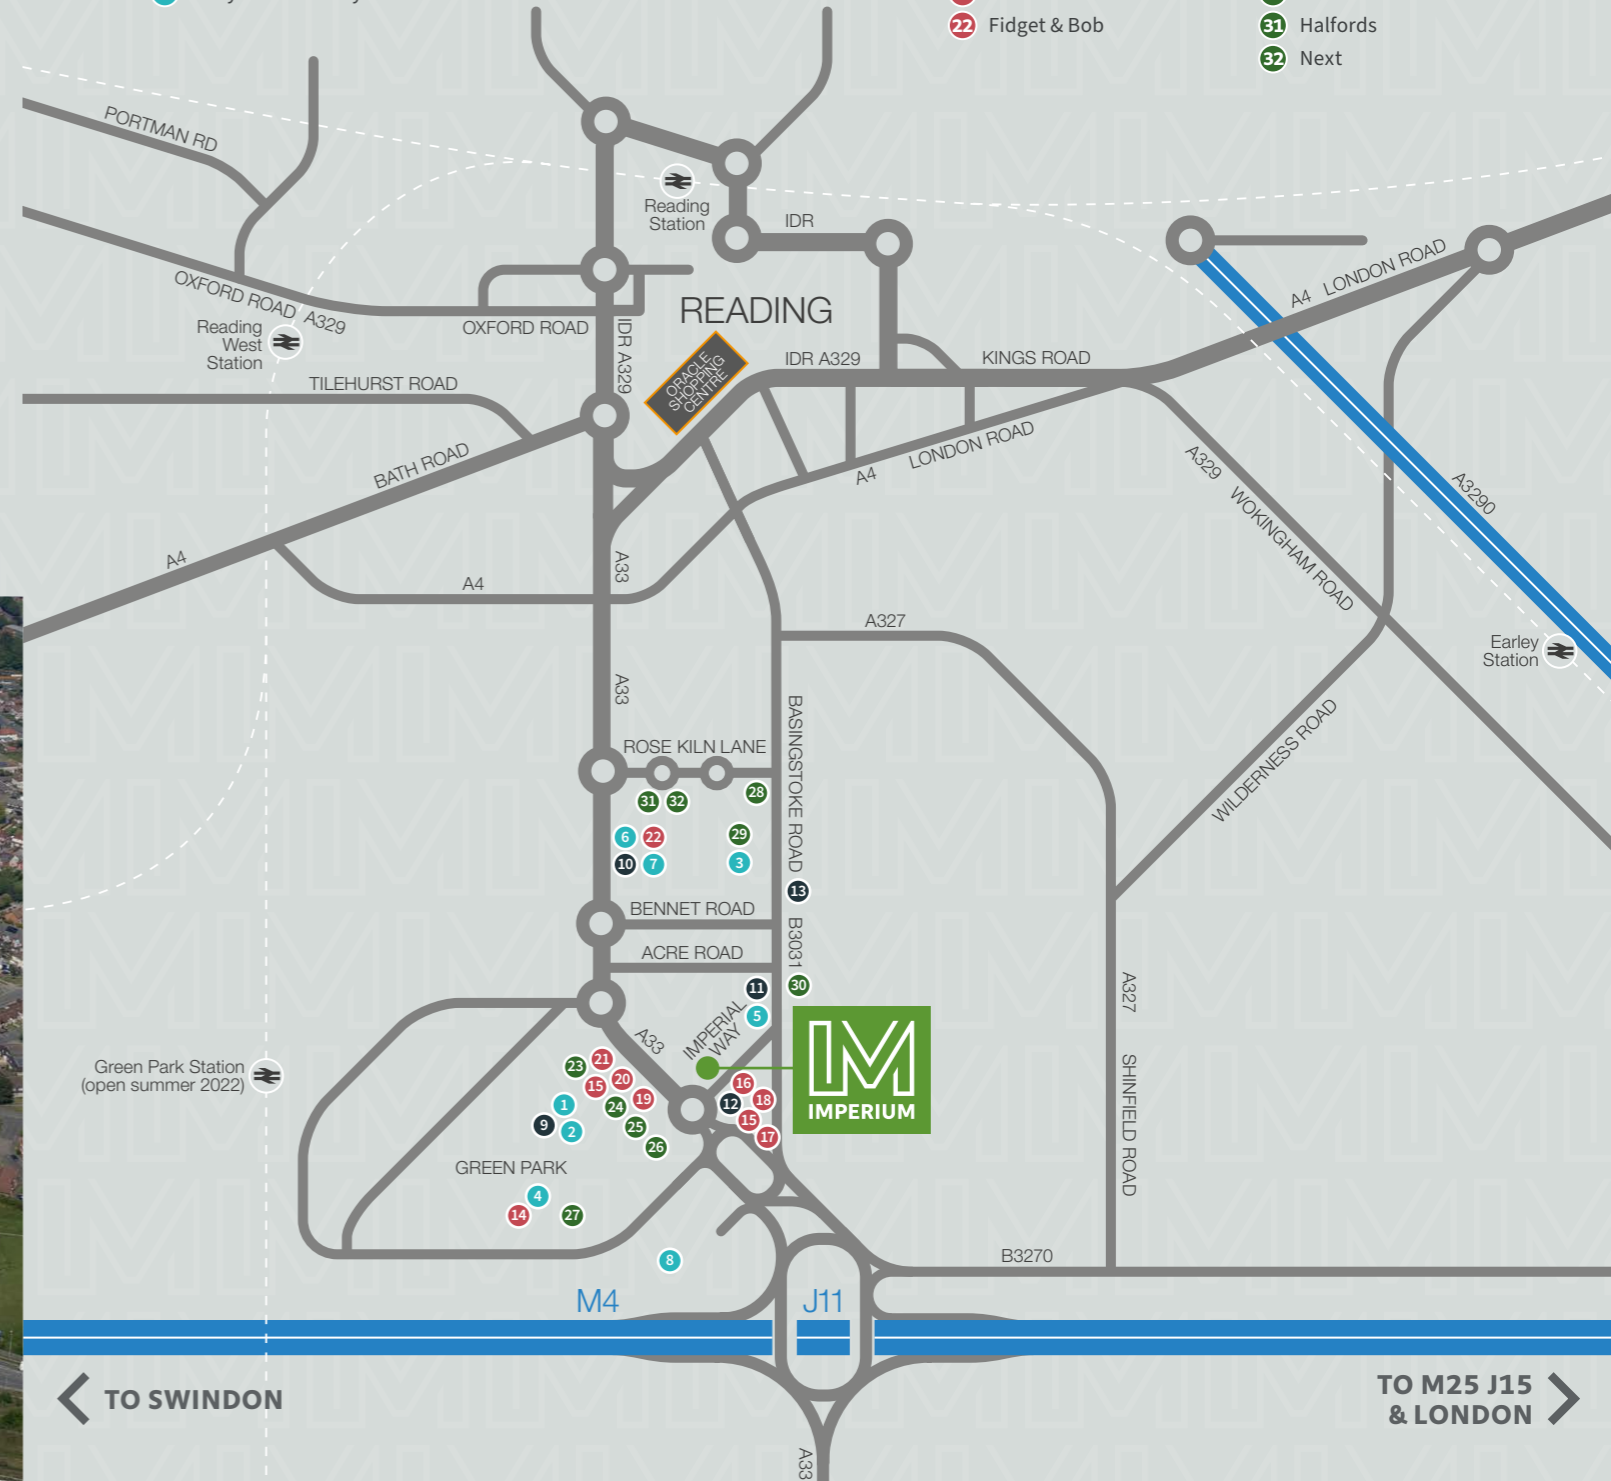 22 Fidget & Bob
31 Halfords
32 Next
PORTMAN RD
Reading
Station
IDR
OXFORD ROAD A329
Reading
West
Station
OXFORD ROAD
IDR A329
READING
ORACLE
SHOPPING
CENTRE
IDR A329
KINGS ROAD
A4 LONDON ROAD
TILEHURST ROAD
BATH ROAD
A4
A4
A4 LONDON ROAD
A329 WOKINGHAM ROAD
A3290
A33
A327
Earley
Station
A33
BASINGSTOKE ROAD
WILDERNESS ROAD
ROSE KILN LANE
31
32
28
6
22
29
10
7
3
13
BENNET ROAD
B3031
ACRE ROAD
11
30
5
A33
IMPERIAL
WAY
A327
SHINFIELD ROAD
Green Park Station
(open summer 2022)
23
21
15
20
19
24
25
26
1
9
2
16
12
18
15
17
IM
IMPERIUM
GREEN PARK
4
14
27
8
B3270
M4
J11
TO SWINDON
TO M25 J15
& LONDON
A33